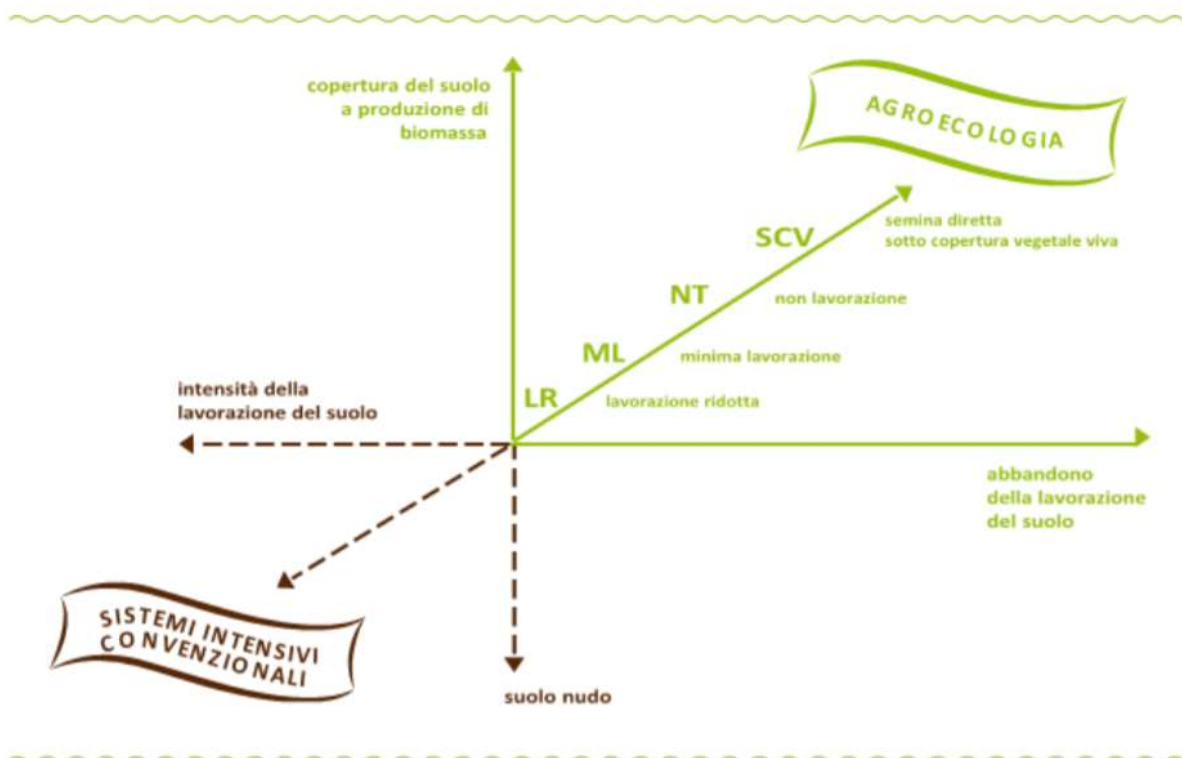 copertura del suolo
a produzione di
biomassa
AGROECOLOGIA
semina diretta
sotto copertura vegetale viva
SCV
NT
non lavorazione
ML
minima lavorazione
LR
lavorazione ridotta
intensità della
lavorazione del suolo
abbandono
della lavorazione
del suolo
SISTEMI INTENSIVI
CONVENZIONALI
suolo nudo